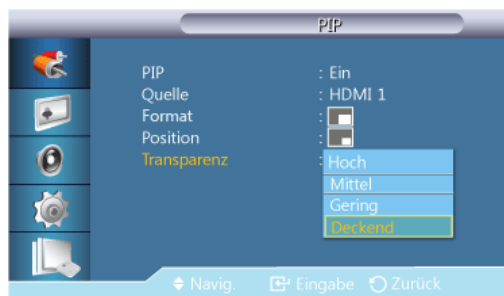 PIP
PIP : Ein
Quelle : HDMI 1
Format :
Position :
Transparenz :
Hoch
Mittel
Gering
Deckend
Navig. Eingabe Zurück